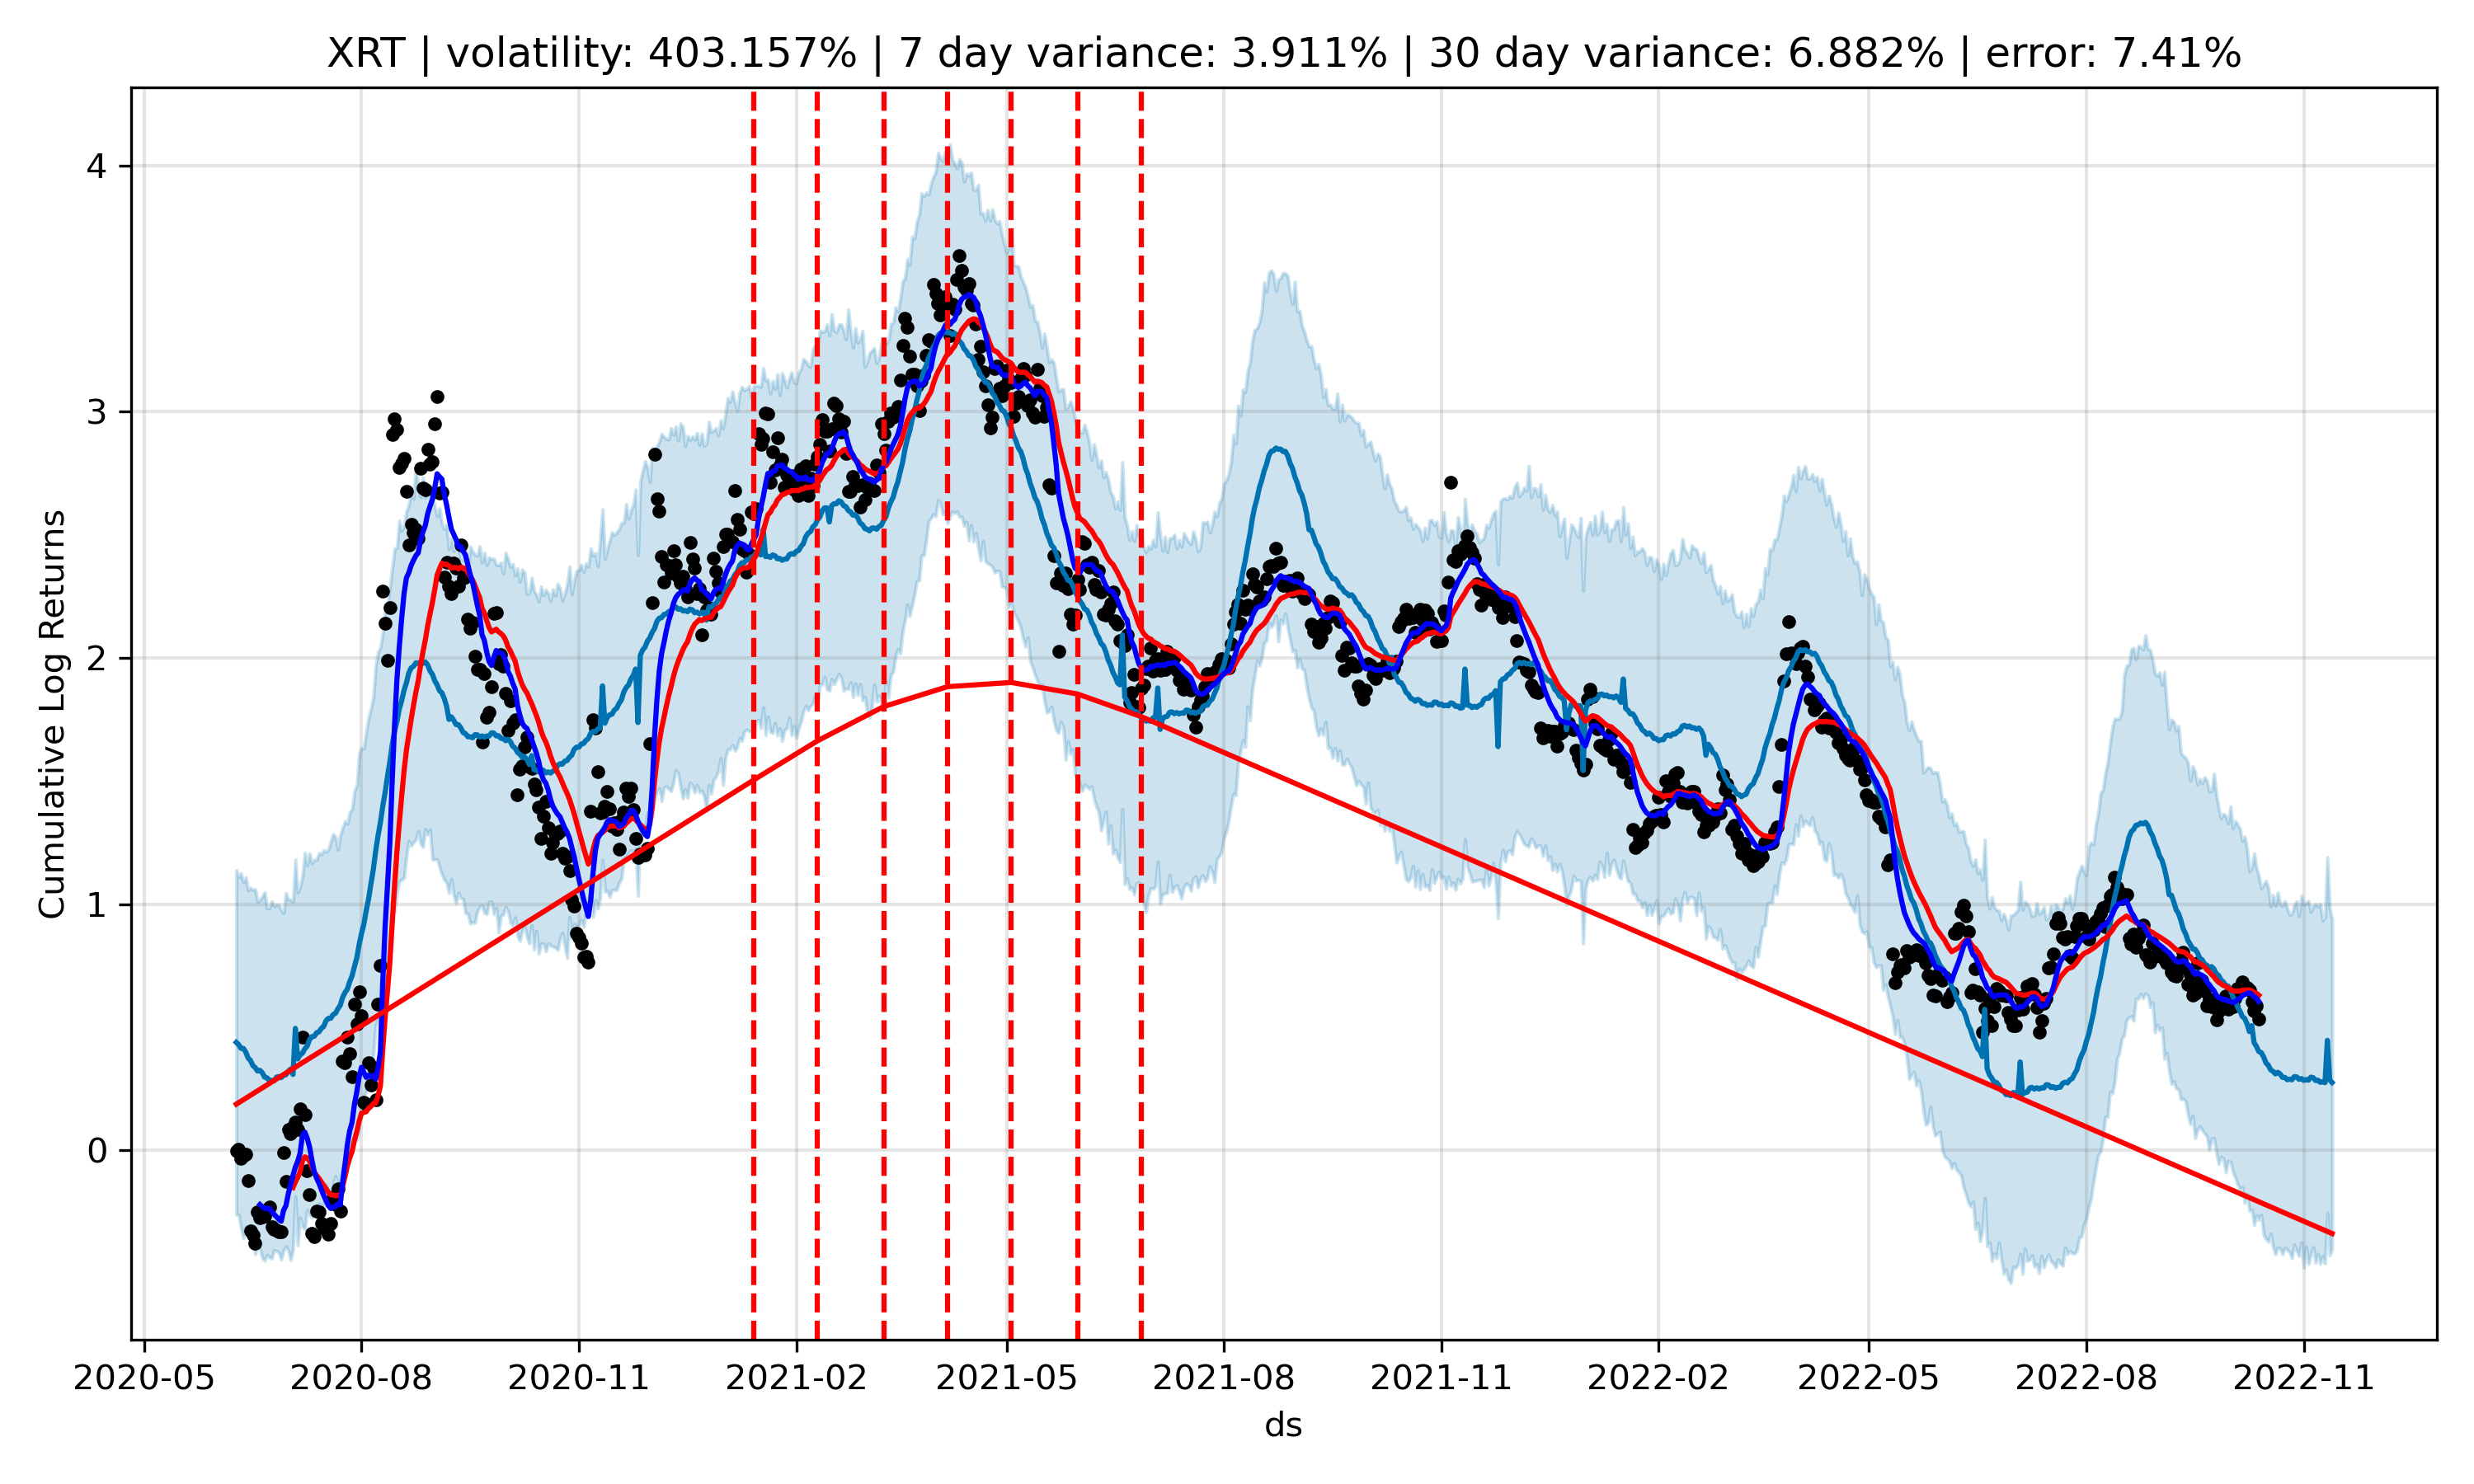 XRT | volatility: 403.157% | 7 day variance: 3.911% | 30 day variance: 6.882% | error: 7.41%
Cumulative Log Returns
4
3
2
1
0
2020-05 2020-08 2020-11 2021-02 2021-05 2021-08 2021-11 2022-02 2022-05 2022-08 2022-11
ds